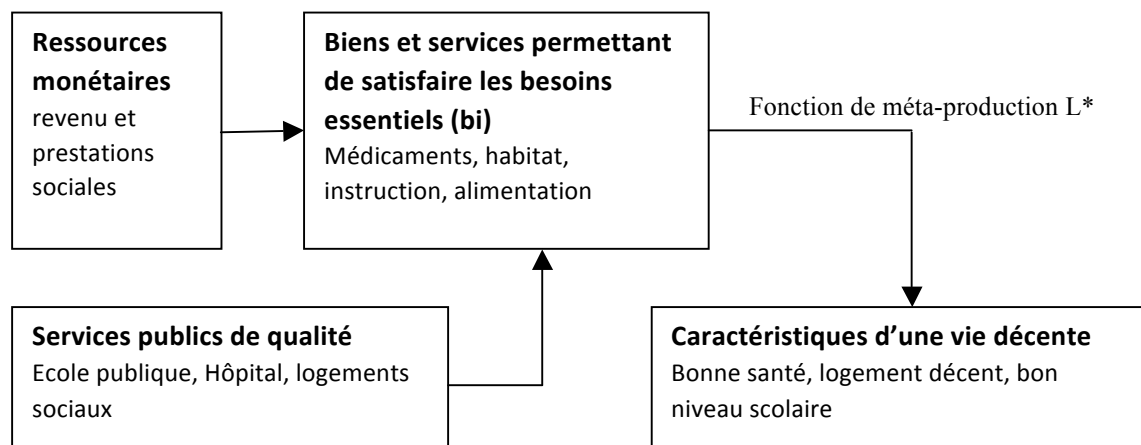 Ressources
monétaires
revenu et
prestations
sociales
Biens et services permettant
de satisfaire les besoins
essentiels (bi)
Médicaments, habitat,
instruction, alimentation
Fonction de méta-production L*
Services publics de qualité
Ecole publique, Hôpital, logements
sociaux
Caractéristiques d’une vie décente
Bonne santé, logement décent, bon
niveau scolaire